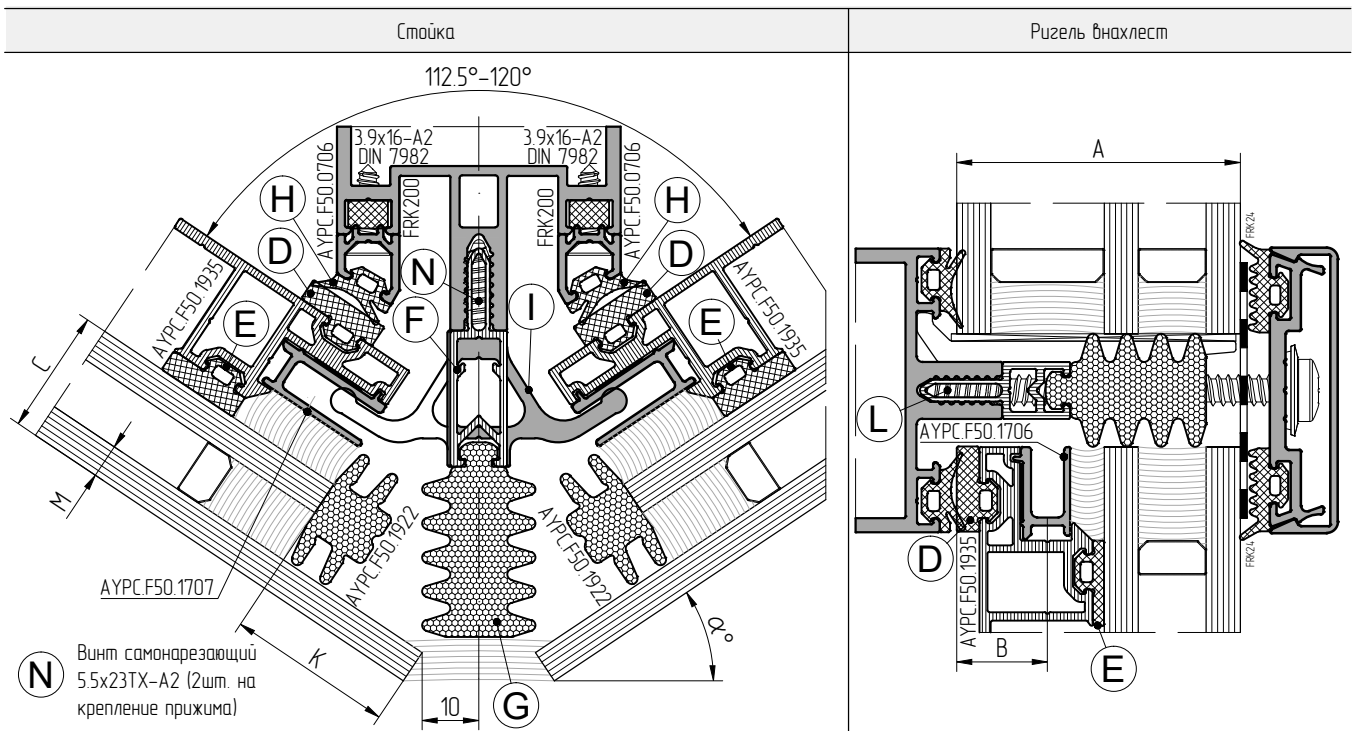 Стойка
Ригель внахлест
112.5°-120°
3.9x16-A2
DIN 7982
3.9x16-A2
DIN 7982
AYPC.F50.0706
AYPC.F50.0706
FRK200
FRK200
H
H
D
D
N
F
I
E
E
AYPC.F50.1935
AYPC.F50.1935
C
M
K
AYPC.F50.1922
AYPC.F50.1922
AYPC.F50.1707
α°
10
G
N
Винт самонарезающий
5.5x23TX-A2 (2шт. на
крепление прижима)
A
FRK24
L
AYPC.F50.1706
D
AYPC.F50.1935
B
E
FRK24